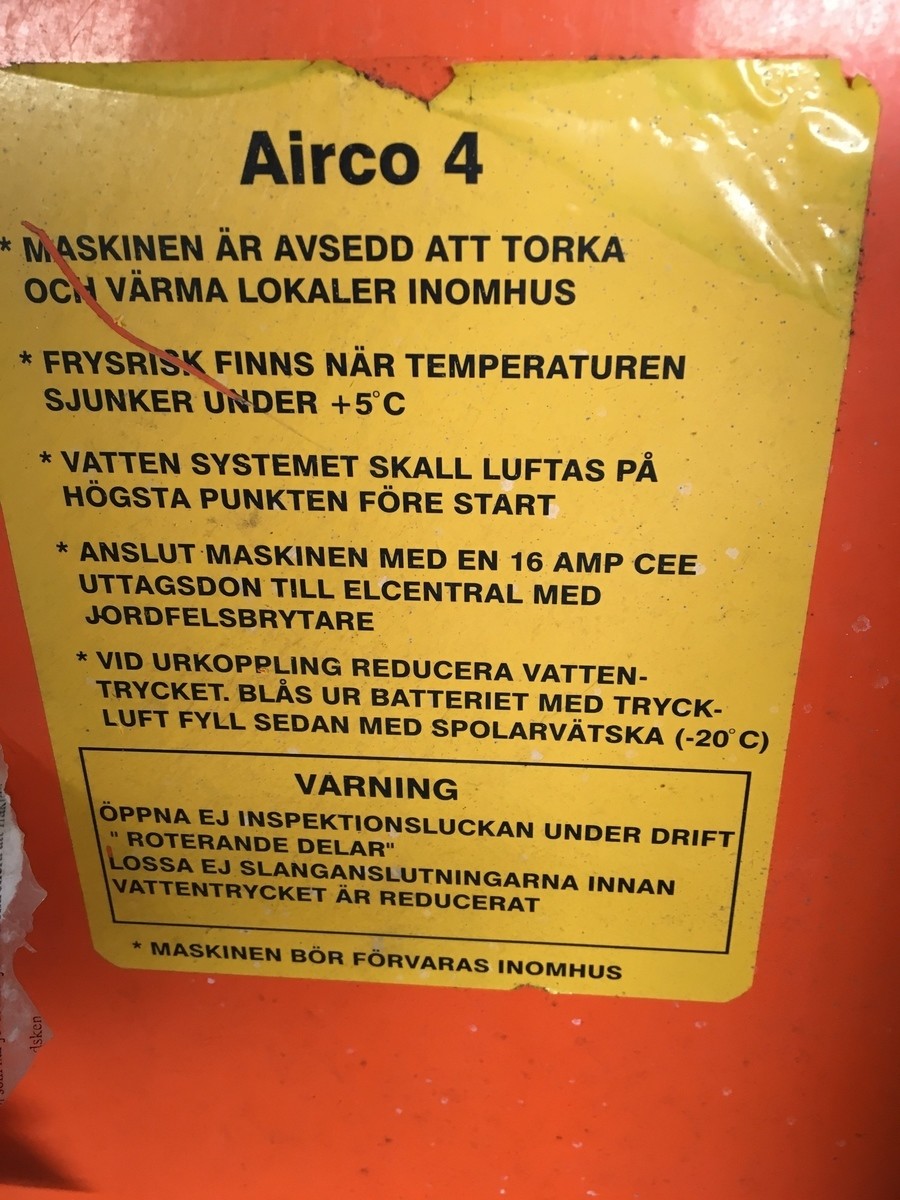 Airco 4
* MASKINEN ÄR AVSEDD ATT TORKA
OCH VÄRMA LOKALER INOMHUS
* FRYSRISK FINNS NÄR TEMPERATUREN
SJUNKER UNDER +5°C
* VATTEN SYSTEMET SKALL LUFTAS PÅ
HÖGSTA PUNKTEN FÖRE START
* ANSLUT MASKINEN MED EN 16 AMP CEE
UTTAGSDON TILL ELCENTRAL MED
JORDFELSBRYTARE
* VID URKOPPLING REDUCERA VATTEN-
TRYCKET. BLÅS UR BATTERIET MED TRYCK-
LUFT FYLL SEDAN MED SPOLARVÄTSKA (-20°C)
VARNING
ÖPPNA EJ INSPEKTIONSLUCKAN UNDER DRIFT
" ROTERANDE DELAR"
LOSSA EJ SLANGANSLUTNINGARNA INNAN
VATTENTRYCKET ÄR REDUCERAT
* MASKINEN BÖR FÖRVARAS INOMHUS